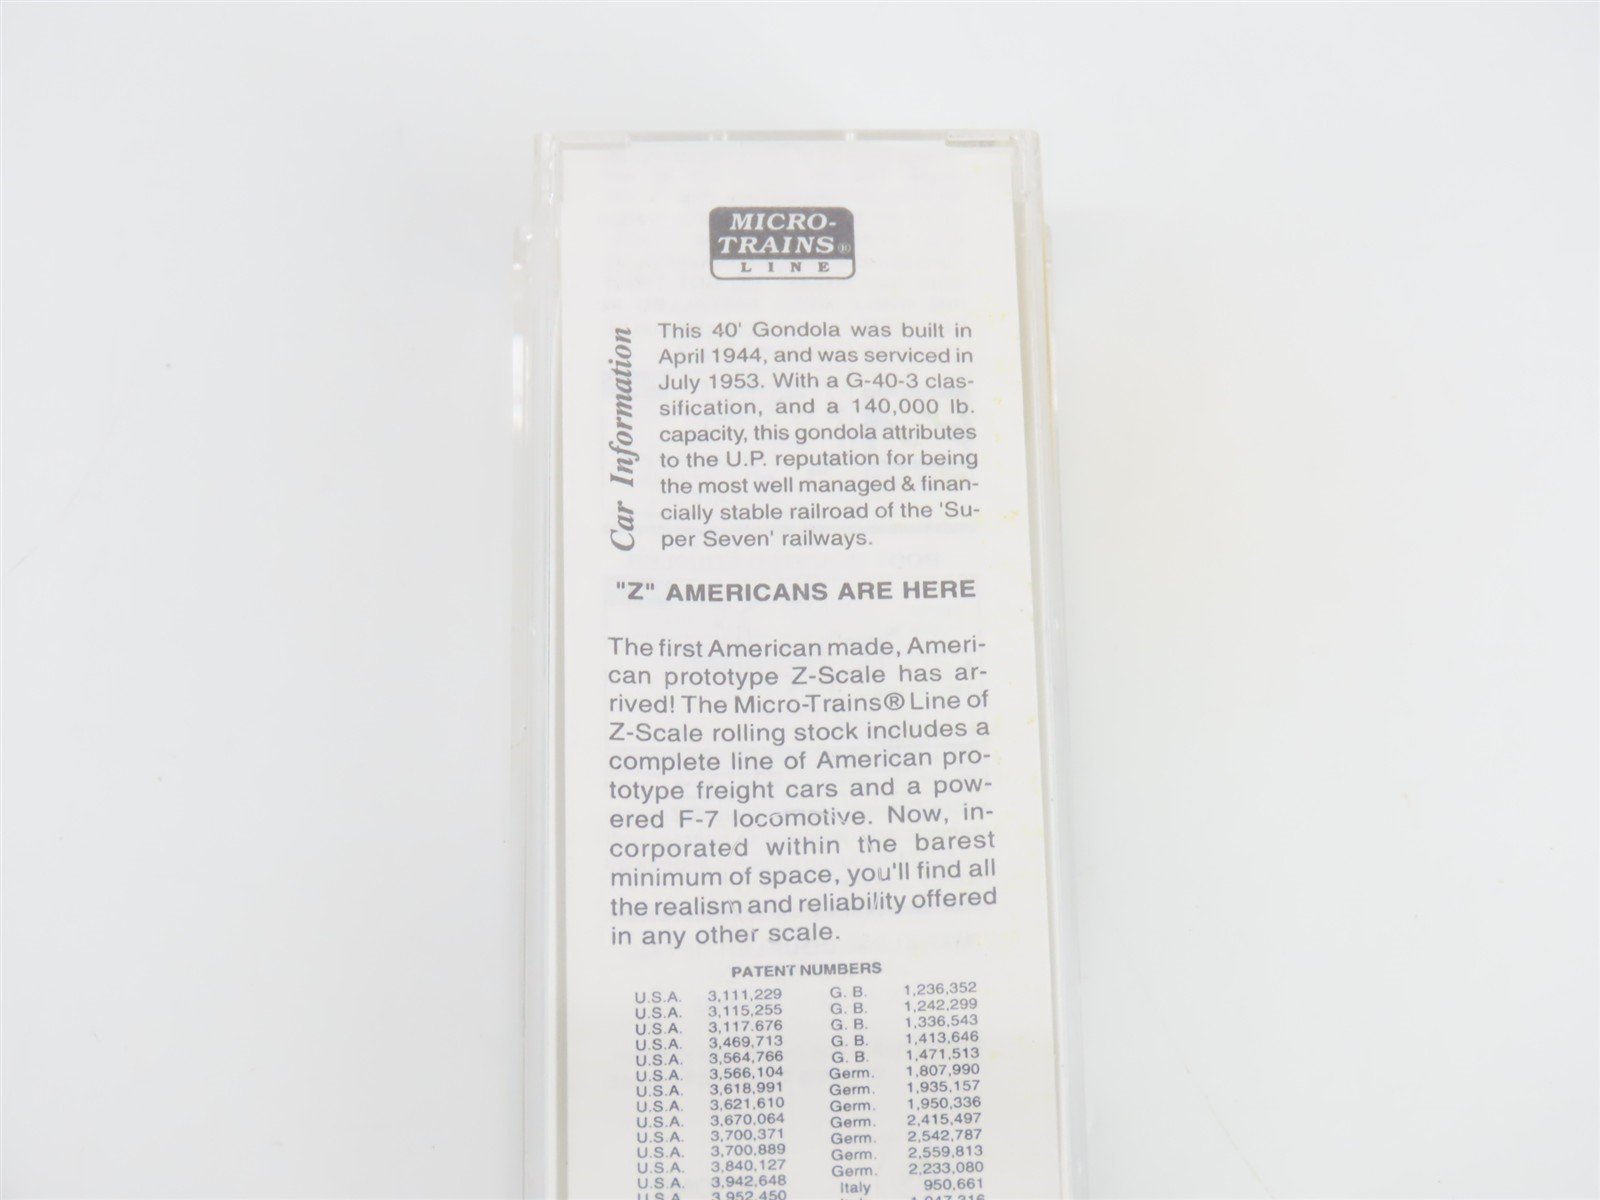 MICRO-
TRAINS®
LINE
Car Information
This 40' Gondola was built in
April 1944, and was serviced in
July 1953. With a G-40-3 clas-
sification, and a 140,000 lb.
capacity, this gondola attributes
to the U.P. reputation for being
the most well managed & finan-
cially stable railroad of the 'Su-
per Seven' railways.
"Z" AMERICANS ARE HERE
The first American made, Ameri-
can prototype Z-Scale has ar-
rived! The Micro-Trains® Line of
Z-Scale rolling stock includes a
complete line of American pro-
totype freight cars and a pow-
ered F-7 locomotive. Now, in-
corporated within the barest
minimum of space, you'll find all
the realism and reliability offered
in any other scale.
PATENT NUMBERS
U.S.A. 3,111,229 G. B. 1,236,352
U.S.A. 3,115,255 G. B. 1,242,299
U.S.A. 3,117.676 G. B. 1,336,543
U.S.A. 3,469,713 G. B. 1,413,646
U.S.A. 3,564,766 G. B. 1,471,513
U.S.A. 3,566,104 Germ. 1,807,990
U.S.A. 3,618,991 Germ. 1,935,157
U.S.A. 3,621,610 Germ. 1,950,336
U.S.A. 3,670,064 Germ. 2,415,497
U.S.A. 3,700,371 Germ. 2,542,787
U.S.A. 3,700,889 Germ. 2,559,813
U.S.A. 3,840,127 Germ. 2,233,080
U.S.A. 3,942,648 Italy 950,661
U.S.A. 3,952,450